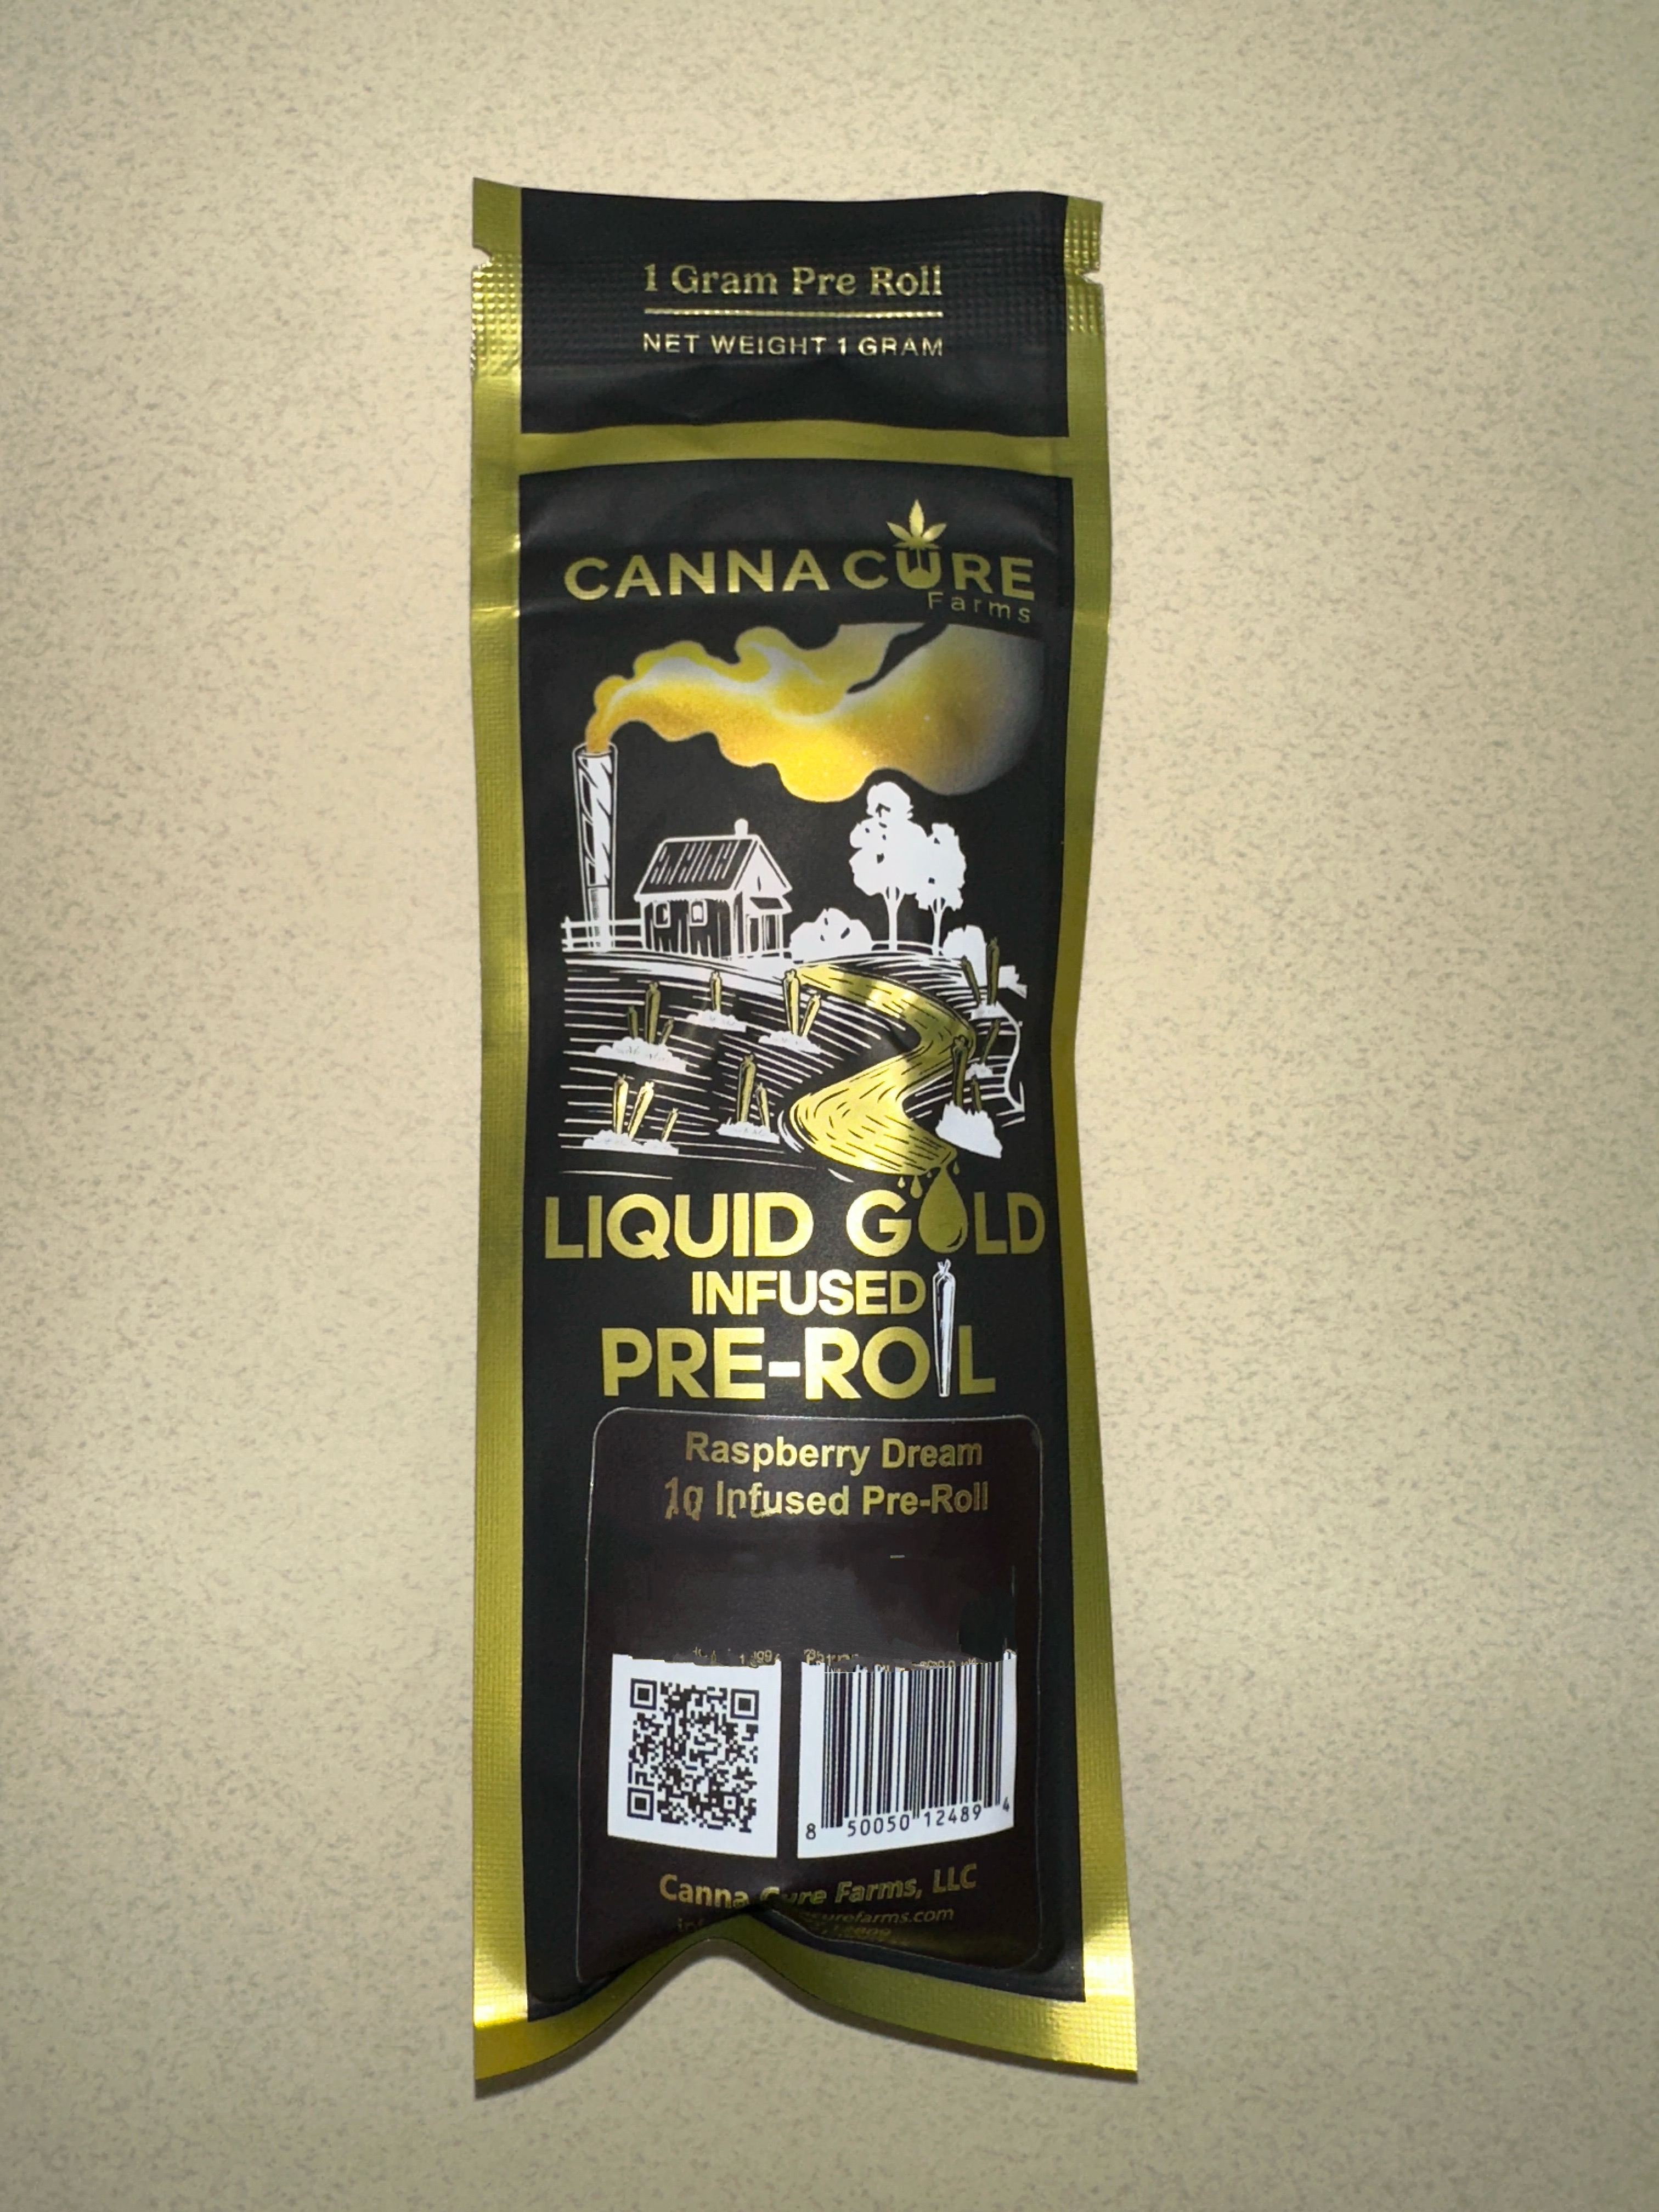 1 Gram Pre Roll
NET WEIGHT 1 GRAM
CANNA CURE
Farms
LIQUID GOLD
INFUSED
PRE-ROLL
Raspberry Dream
1g Infused Pre-Roll
8 50050 12489 4
Canna Cure Farms, LLC